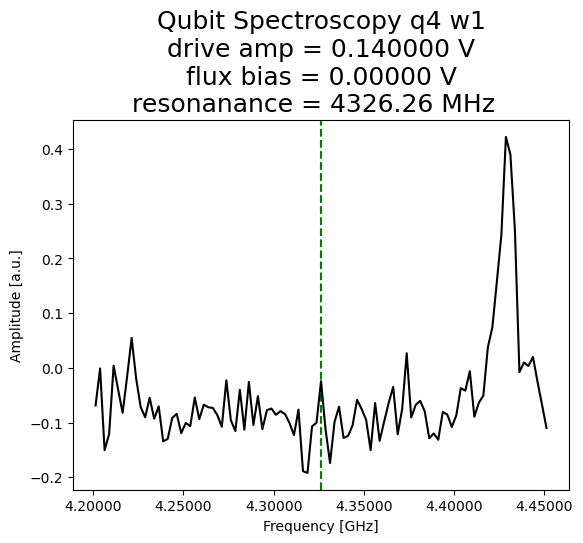 Qubit Spectroscopy q4 w1
drive amp = 0.140000 V
flux bias = 0.00000 V
resonanance = 4326.26 MHz
Amplitude [a.u.]
0.4
0.3
0.2
0.1
0.0
−0.1
−0.2
4.20000 4.25000 4.30000 4.35000 4.40000 4.45000
Frequency [GHz]